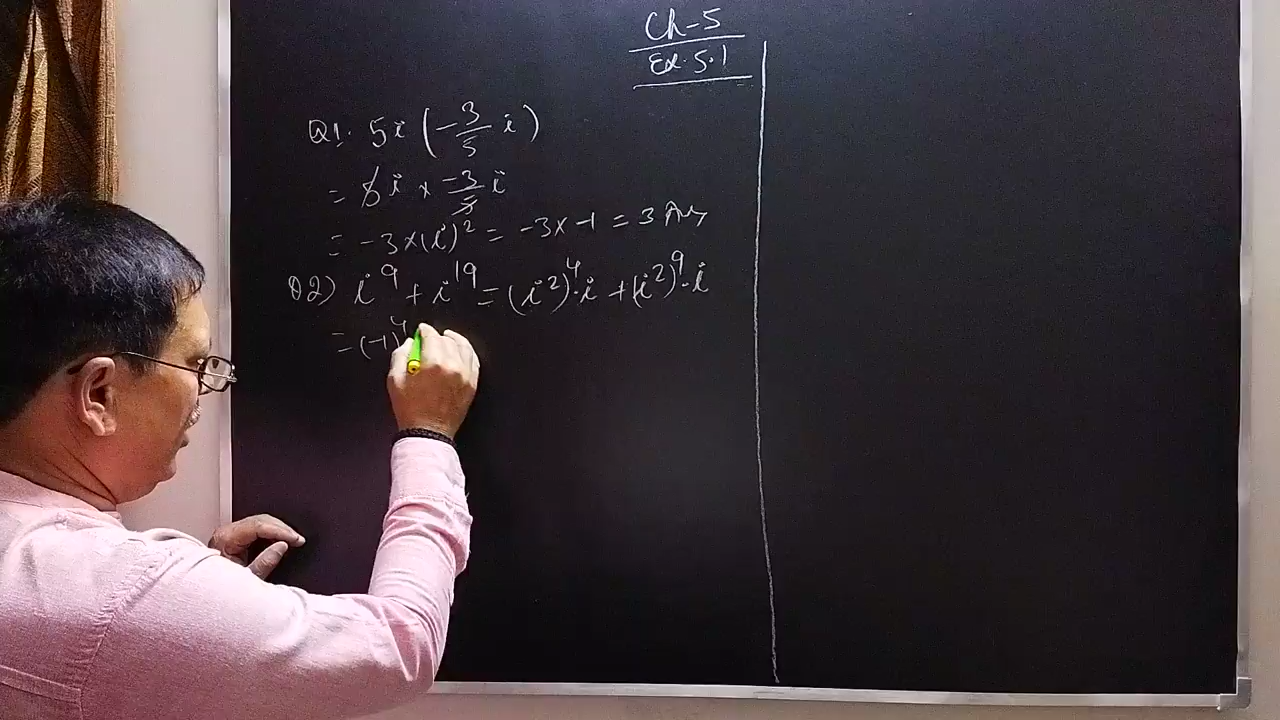 Ch-5
Ex. 5.1
Q1. 5i (-3/5 i)
= 5i × -3/5 i
= -3×(i)² = -3×-1 = 3 Ans
Q2) i⁹ + i¹⁹ = (i²)⁴·i + (i²)⁹·i
= (-1)⁴